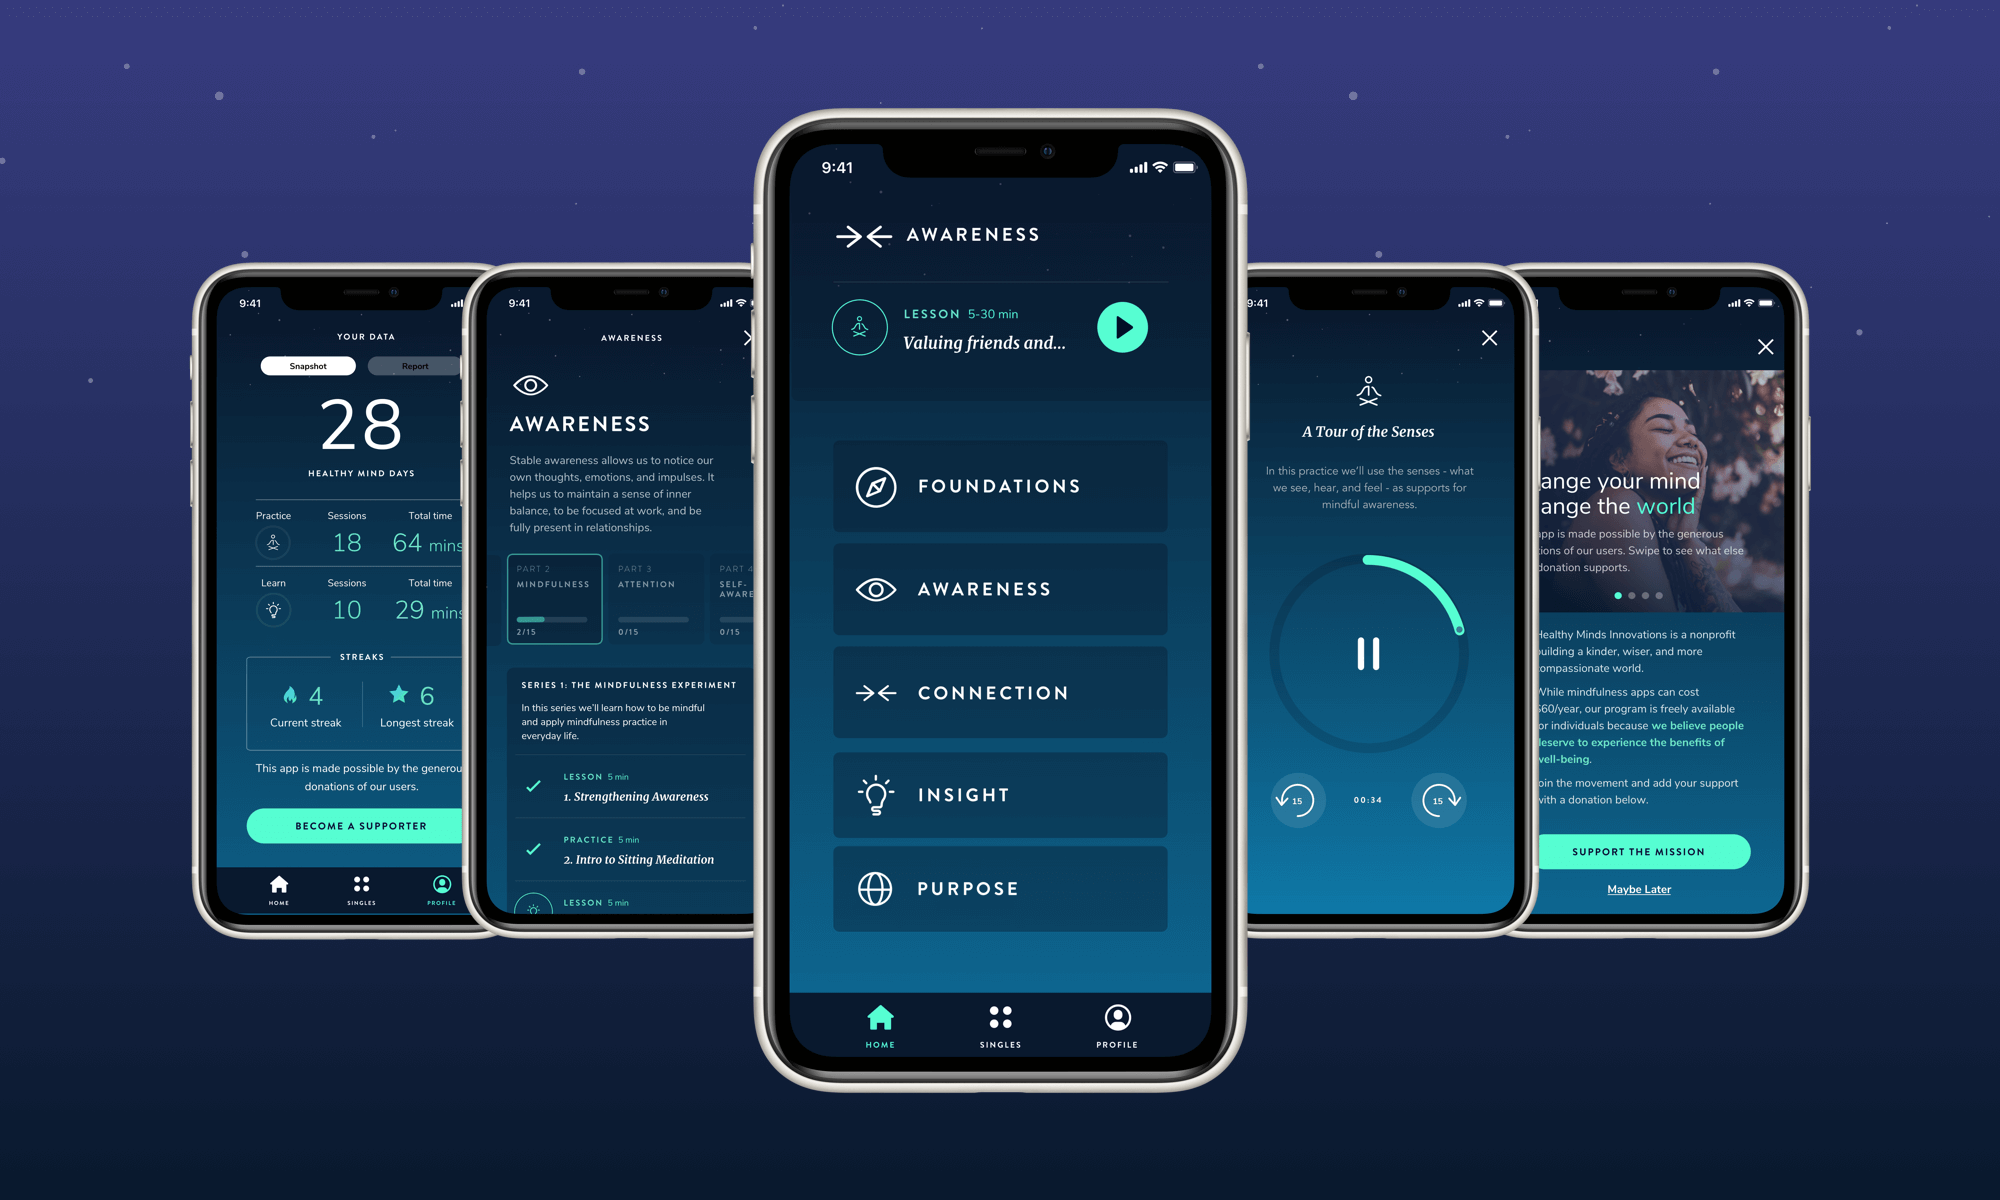 9:41
YOUR DATA
Snapshot
Report
28
HEALTHY MIND DAYS
Practice Sessions Total time
18 64 mins
Learn Sessions Total time
10 29 mins
STREAKS
4 6
Current streak Longest streak
This app is made possible by the generou
donations of our users.
BECOME A SUPPORTER
HOME SINGLES PROFILE
9:41
AWARENESS
AWARENESS
Stable awareness allows us to notice our
own thoughts, emotions, and impulses. It
helps us to maintain a sense of inner
balance, to be focused at work, and be
fully present in relationships.
PART 2
MINDFULNESS
2/15
PART 3
ATTENTION
0/15
PART 4
SELF-
AWARE
0/15
SERIES 1: THE MINDFULNESS EXPERIMENT
In this series we'll learn how to be mindful
and apply mindfulness practice in
everyday life.
LESSON 5 min
1. Strengthening Awareness
PRACTICE 5 min
2. Intro to Sitting Meditation
LESSON 5 min
9:41
AWARENESS
LESSON 5-30 min
Valuing friends and...
FOUNDATIONS
AWARENESS
CONNECTION
INSIGHT
PURPOSE
HOME SINGLES PROFILE
9:41
A Tour of the Senses
In this practice we'll use the senses - what
we see, hear, and feel - as supports for
mindful awareness.
15 00:34 15
ange your mind
ange the world
app is made possible by the generous
tions of our users. Swipe to see what else
donation supports.
Healthy Minds Innovations is a nonprofit
building a kinder, wiser, and more
ompassionate world.
While mindfulness apps can cost
$60/year, our program is freely available
or individuals because we believe people
deserve to experience the benefits of
well-being.
oin the movement and add your support
with a donation below.
SUPPORT THE MISSION
Maybe Later